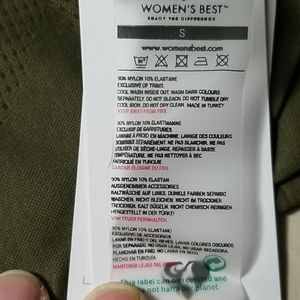 WOMEN'S BEST™
ENJOY THE DIFFERENCE
S
www.womensbest.com
90% NYLON 10% ELASTANE
EXCLUSIVE OF TRIMS
COOL WASH INSIDE OUT. WASH DARK COLOURS
SEPARATELY. DO NOT BLEACH. DO NOT TUMBLE DRY
COOL IRON. DO NOT DRY CLEAN. MADE IN TURKEY
KEEP AWAY FROM FIRE
90% NYLON 10% ELASTHANNE
EXCLUSIF DE GARNITURES.
LAVAGE À FROID EN MACHINE. LAVAGE DES COULEURS
SOMBRES SÉPARÉMENT. NE PAS BLANCHIR. NE PAS
UTILISER DE SÈCHE-LINGE. REPASSER À BASSE
TEMPÉRATURE. NE PAS NETTOYER À SEC
FABRIQUÉ EN TURQUIE
GARDER ÉLOIGNÉ DU FEU.
90% NYLON 10% ELASTAN
AUSGENOMMEN ACCESSOIRES
KALTWÄSCHE AUF LINKS. DUNKLE FARBEN SEPARAT
WASCHEN. NICHT BLEICHEN. NICHT IM TROCKNER
TROCKNEN. KALT BÜGELN. NICHT CHEMISCH REINIGEN
HERGESTELLT IN DER TÜRKEI
VON FEUER FERNHALTEN.
90% NYLON 10% ELASTANO
EXCLUSIVO DE ACCESORIOS.
LAVAR EN FRÍO Y DEL REVÉS. LAVAR COLORES OSCUROS
POR SEPARADO. NO USAR
PLANCHAR EN FRÍO. NO LAVAR EN SECO
HECHO EN TURQUÍA
MANTENER LEJOS DEL
This label can be recycled and
does not harm our planet